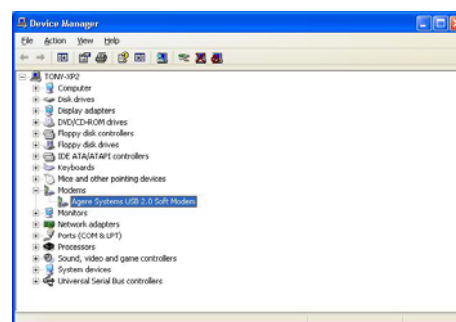 Device Manager
File Action View Help
TONY-XP2
Computer
Disk drives
Display adapters
DVD/CD-ROM drives
Floppy disk controllers
Floppy disk drives
IDE ATA/ATAPI controllers
Keyboards
Mice and other pointing devices
Modems
Agere Systems USB 2.0 Soft Modem
Monitors
Network adapters
Ports (COM & LPT)
Processors
Sound, video and game controllers
System devices
Universal Serial Bus controllers